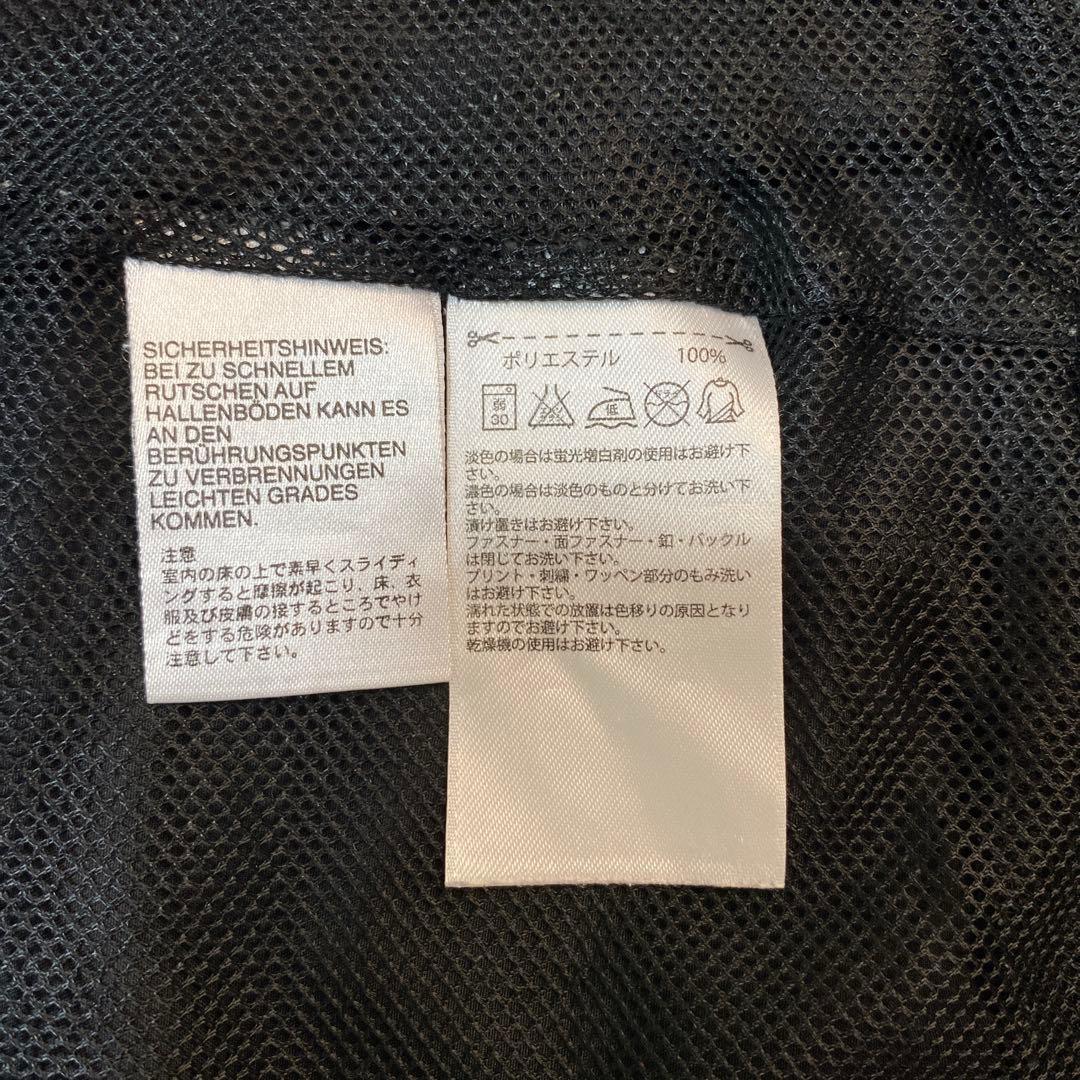 SICHERHEITSHINWEIS:
BEI ZU SCHNELLEM
RUTSCHEN AUF
HALLENBÖDEN KANN ES
AN DEN
BERÜHRUNGSPUNKTEN
ZU VERBRENNUNGEN
LEICHTEN GRADES
KOMMEN.
注意
室内の床の上で素早くスライディ
ングすると摩擦が起こり、床、衣
服及び皮膚の接するところでやけ
どをする危険がありますので十分
注意して下さい。
ポリエステル 100%
弱
30
低
淡色の場合は蛍光増白剤の使用はお避け下
さい。
濃色の場合は淡色のものと分けてお洗い下
さい。
漬け置きはお避け下さい。
ファスナー・面ファスナー・釦・バックル
は閉じてお洗い下さい。
プリント・刺繍・ワッペン部分のもみ洗い
はお避け下さい。
濡れた状態での放置は色移りの原因となり
ますのでお避け下さい。
乾燥機の使用はお避け下さい。